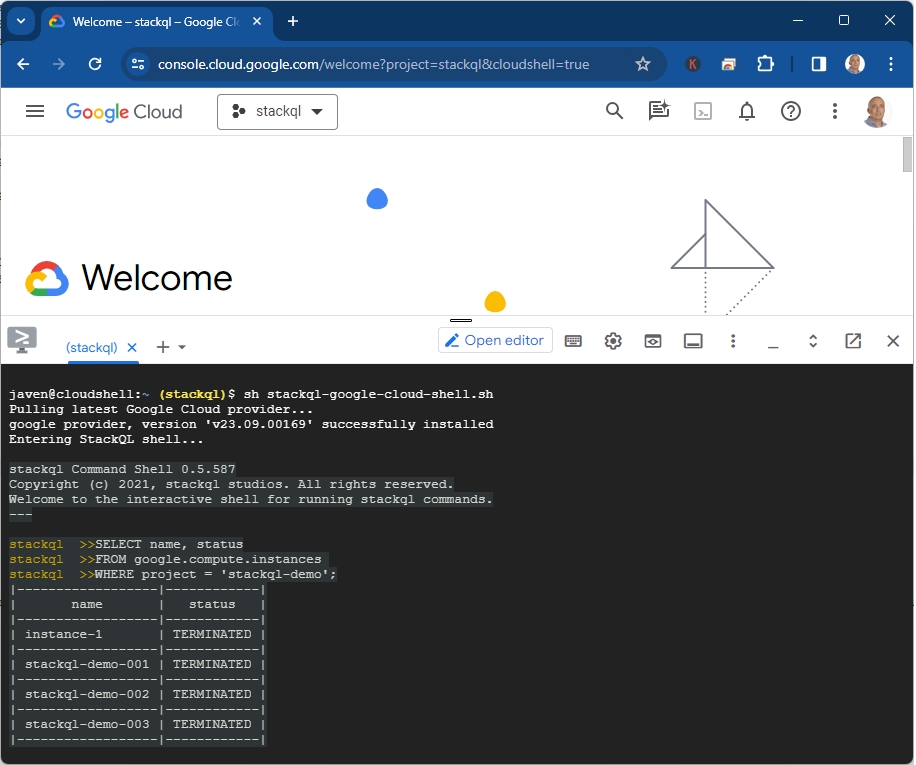 Welcome – stackql – Google Clo
console.cloud.google.com/welcome?project=stackql&cloudshell=true
K
Google Cloud
stackql
Welcome
(stackql)
Open editor
javen@cloudshell:~ (stackql)$ sh stackql-google-cloud-shell.sh
Pulling latest Google Cloud provider...
google provider, version 'v23.09.00169' successfully installed
Entering StackQL shell...
stackql Command Shell 0.5.587
Copyright (c) 2021, stackql studios. All rights reserved.
Welcome to the interactive shell for running stackql commands.
---
stackql  >>SELECT name, status
stackql  >>FROM google.compute.instances
stackql  >>WHERE project = 'stackql-demo';
|------------------|------------|
|       name       |   status   |
|------------------|------------|
| instance-1       | TERMINATED |
|------------------|------------|
| stackql-demo-001 | TERMINATED |
|------------------|------------|
| stackql-demo-002 | TERMINATED |
|------------------|------------|
| stackql-demo-003 | TERMINATED |
|------------------|------------|